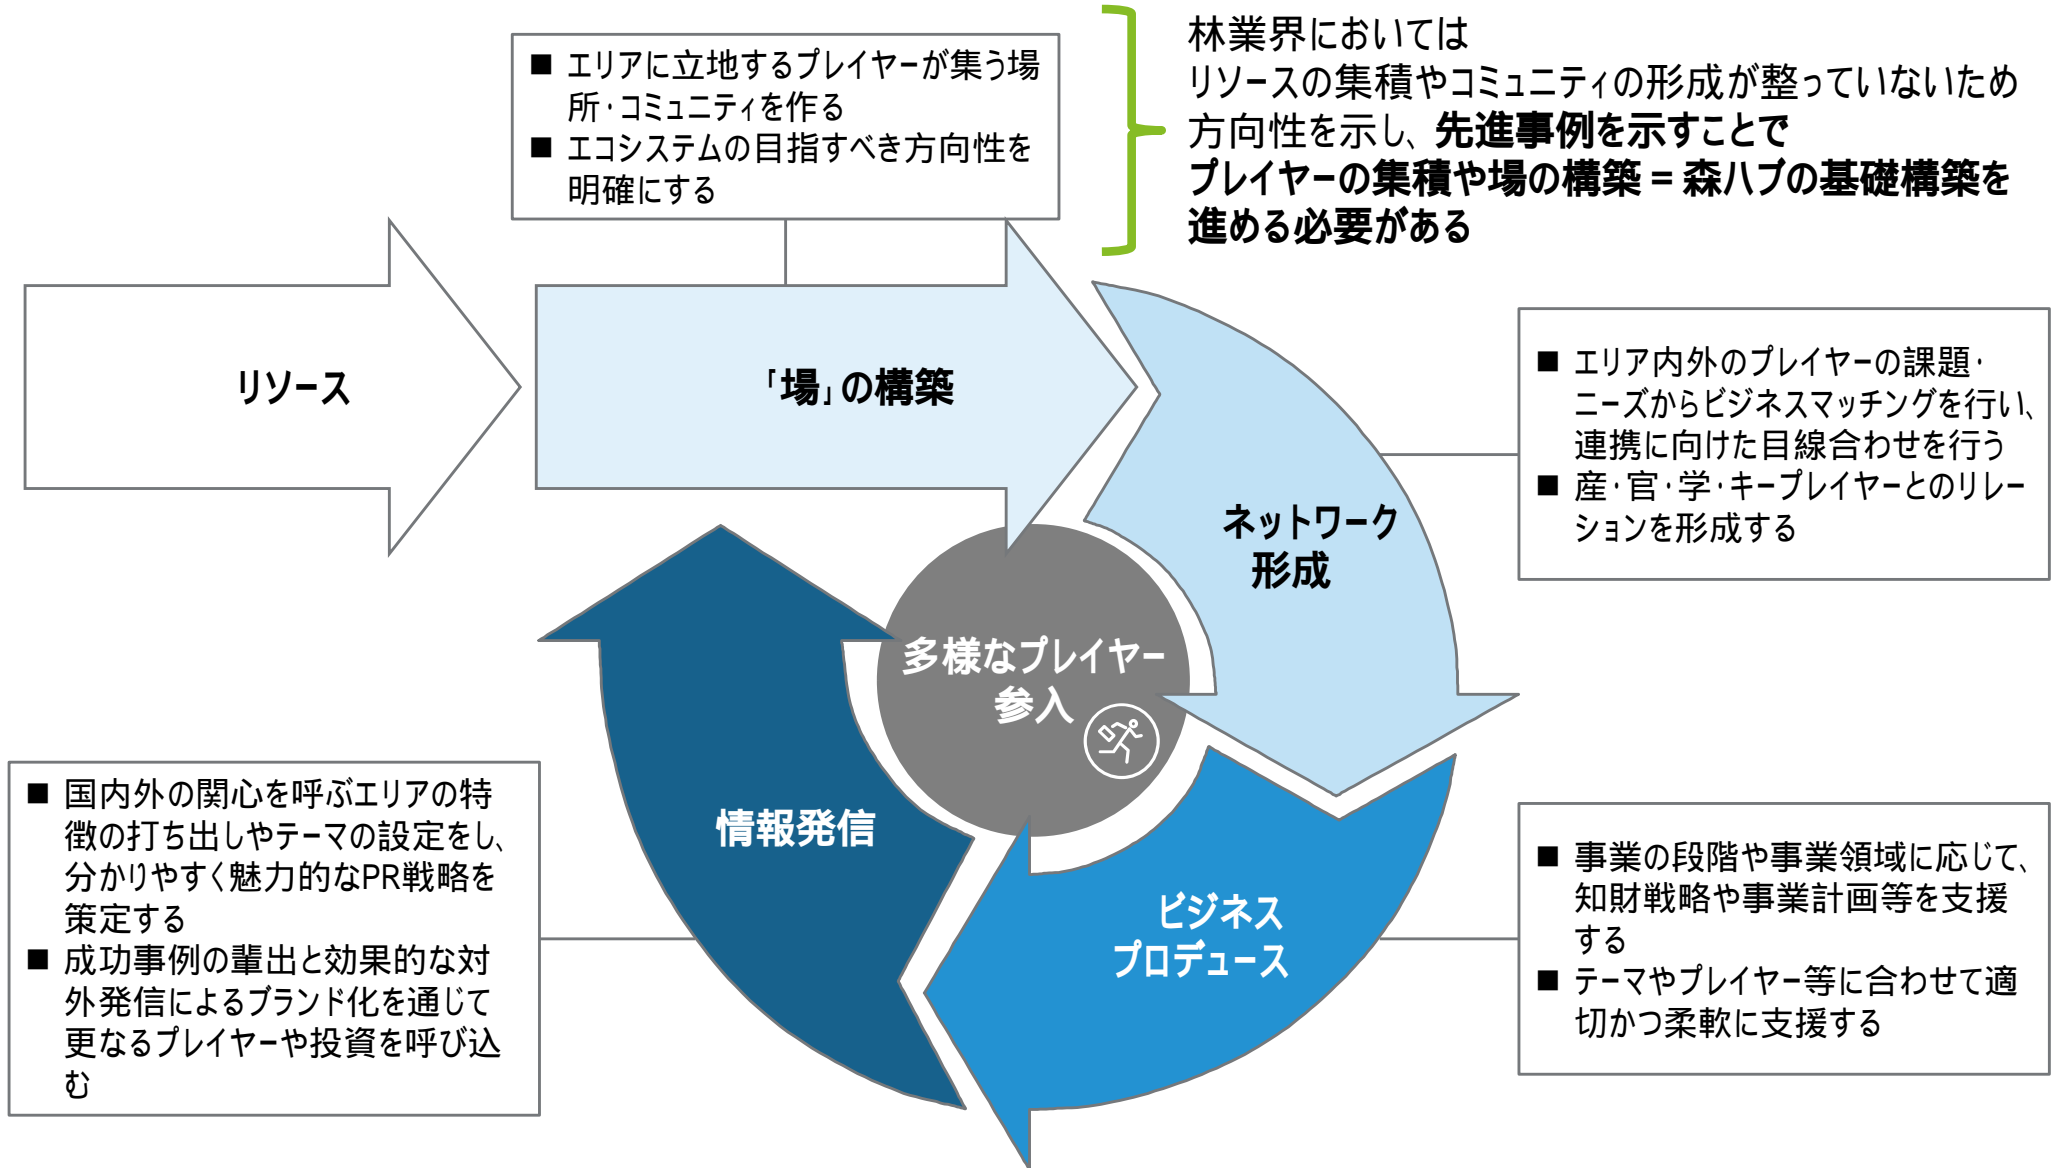 ■ エリアに立地するプレイヤーが集う場
所・コミュニティを作る
■ エコシステムの目指すべき方向性を
明確にする
林業界においては
リソースの集積やコミュニティの形成が整っていないため
方向性を示し、先進事例を示すことで
プレイヤーの集積や場の構築 = 森ハブの基礎構築を
進める必要がある
リソース
「場」の構築
■ エリア内外のプレイヤーの課題・
ニーズからビジネスマッチングを行い、
連携に向けた目線合わせを行う
■ 産・官・学・キープレイヤーとのリレー
ションを形成する
ネットワーク
形成
多様なプレイヤー
参入
■ 国内外の関心を呼ぶエリアの特
徴の打ち出しやテーマの設定をし、
分かりやすく魅力的なPR戦略を
策定する
■ 成功事例の輩出と効果的な対
外発信によるブランド化を通じて
更なるプレイヤーや投資を呼び込
む
情報発信
ビジネス
プロデュース
■ 事業の段階や事業領域に応じて、
知財戦略や事業計画等を支援
する
■ テーマやプレイヤー等に合わせて適
切かつ柔軟に支援する